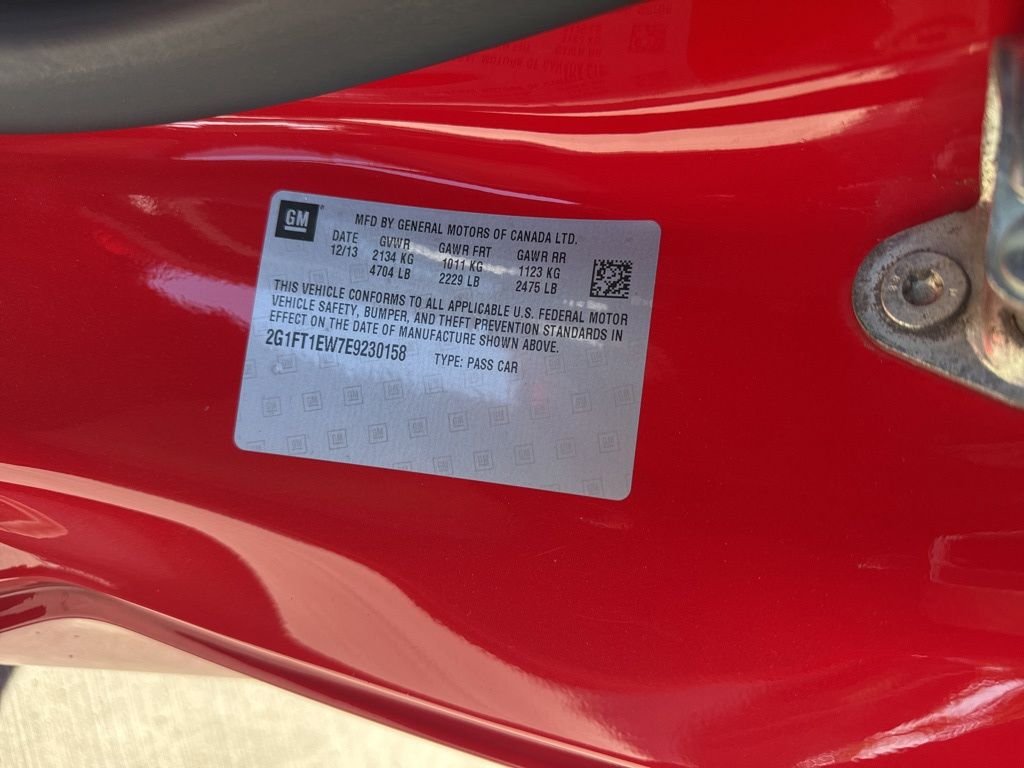 GM
MFD BY GENERAL MOTORS OF CANADA LTD.
DATE GVWR GAWR FRT GAWR RR
12/13 2134 KG 1011 KG 1123 KG
4704 LB 2229 LB 2475 LB
THIS VEHICLE CONFORMS TO ALL APPLICABLE U.S. FEDERAL MOTOR
VEHICLE SAFETY, BUMPER, AND THEFT PREVENTION STANDARDS IN
EFFECT ON THE DATE OF MANUFACTURE SHOWN ABOVE.
2G1FT1EW7E9230158 TYPE: PASS CAR